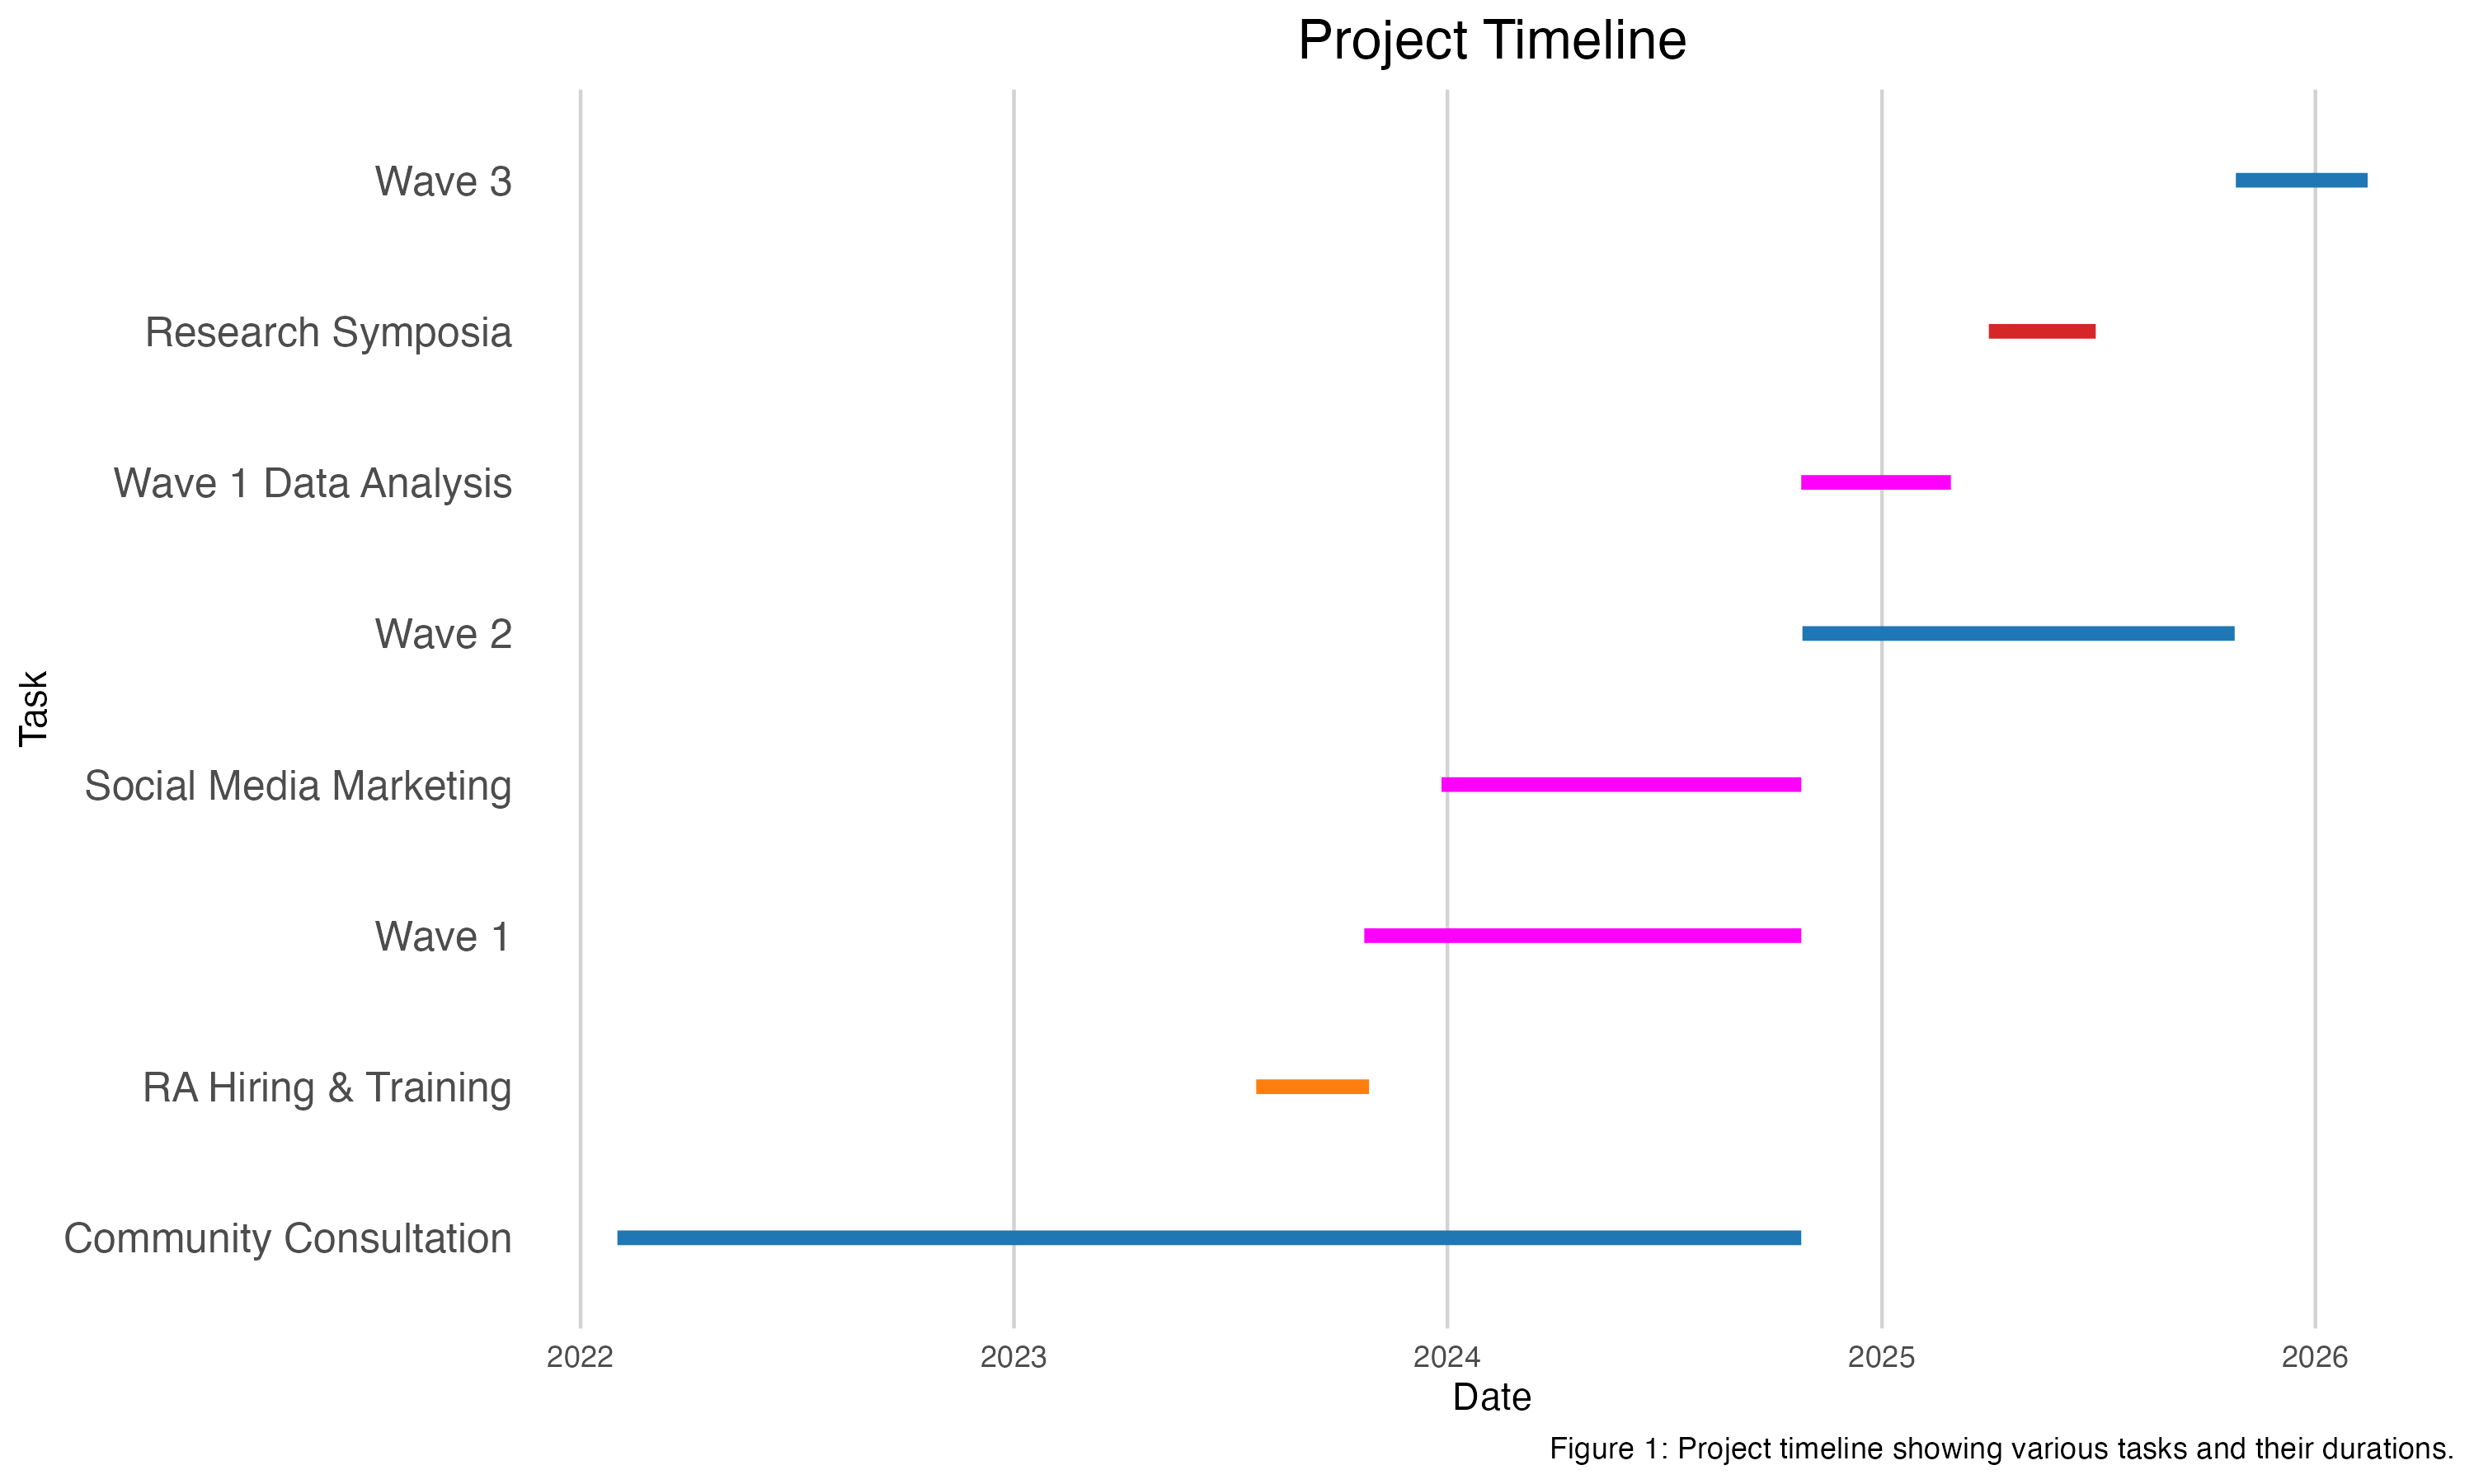 Project Timeline
Wave 3
Research Symposia
Wave 1 Data Analysis
Wave 2
Task
Social Media Marketing
Wave 1
RA Hiring & Training
Community Consultation
2022 2023 2024 2025 2026
Date
Figure 1: Project timeline showing various tasks and their durations.